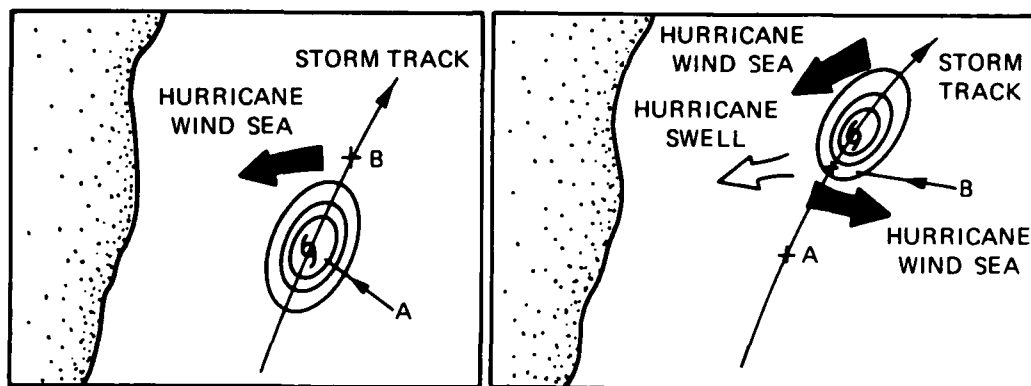 STORM TRACK
HURRICANE
WIND SEA
B
A
HURRICANE
WIND SEA
STORM
TRACK
HURRICANE
SWELL
B
A
HURRICANE
WIND SEA